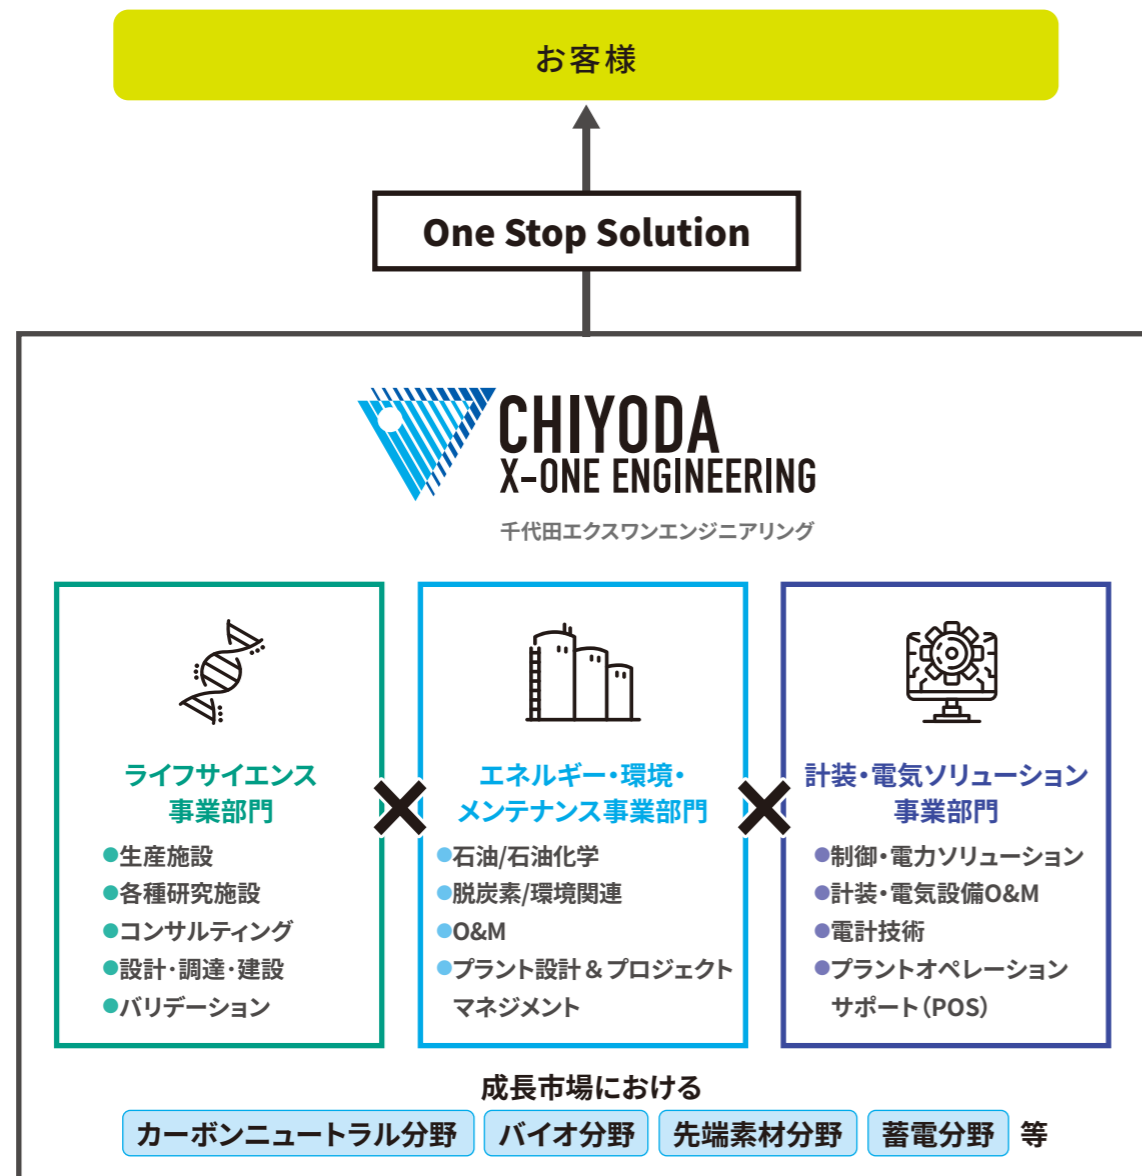 お客様
One Stop Solution
CHIYODA
X-ONE ENGINEERING
千代田エクスワンエンジニアリング
ライフサイエンス
事業部門
●生産施設
●各種研究施設
●コンサルティング
●設計・調達・建設
●バリデーション
×
エネルギー・環境・
メンテナンス事業部門
●石油/石油化学
●脱炭素/環境関連
●O&M
●プラント設計 & プロジェクト
マネジメント
×
計装・電気ソリューション
事業部門
●制御・電力ソリューション
●計装・電気設備O&M
●電計技術
●プラントオペレーション
サポート（POS）
成長市場における
カーボンニュートラル分野 バイオ分野 先端素材分野 蓄電分野 等